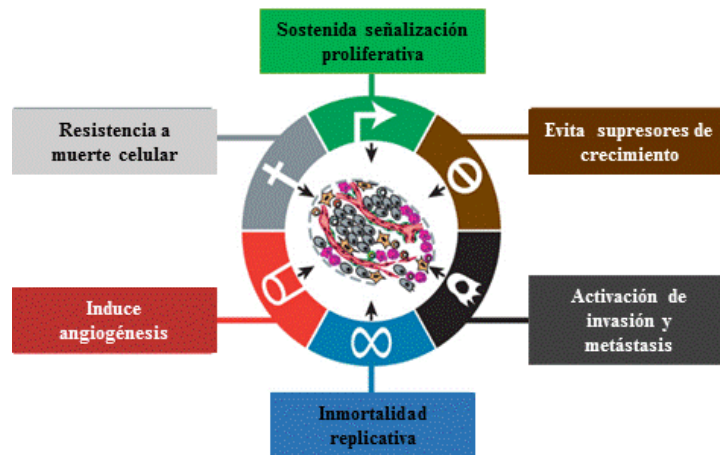 Sostenida señalización
proliferativa
Resistencia a
muerte celular
Evita supresores de
crecimiento
Induce
angiogénesis
Activación de
invasión y
metástasis
Inmortalidad
replicativa